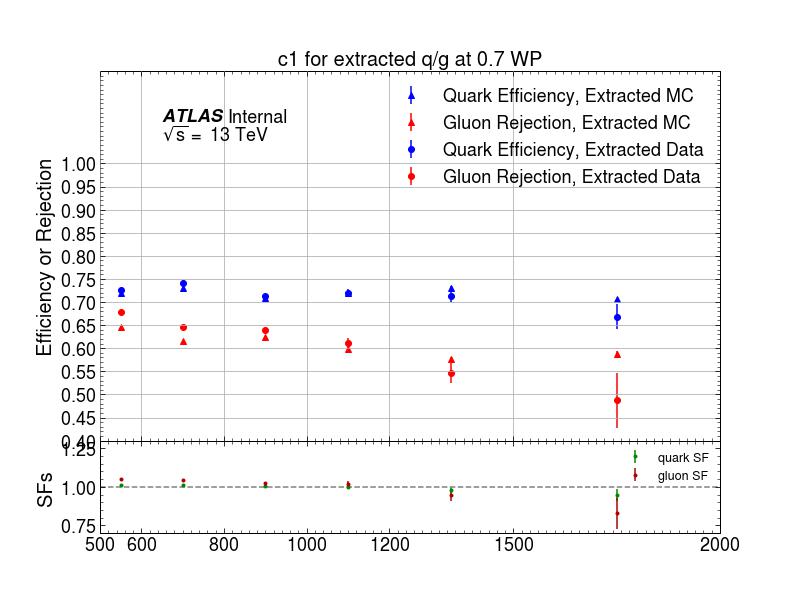 c1 for extracted q/g at 0.7 WP
ATLAS Internal
√s = 13 TeV
Quark Efficiency, Extracted MC
Gluon Rejection, Extracted MC
Quark Efficiency, Extracted Data
Gluon Rejection, Extracted Data
Efficiency or Rejection
1.00
0.95
0.90
0.85
0.80
0.75
0.70
0.65
0.60
0.55
0.50
0.45
0.40
SFs
1.25
1.00
0.75
quark SF
gluon SF
500 600 800 1000 1200 1500 2000